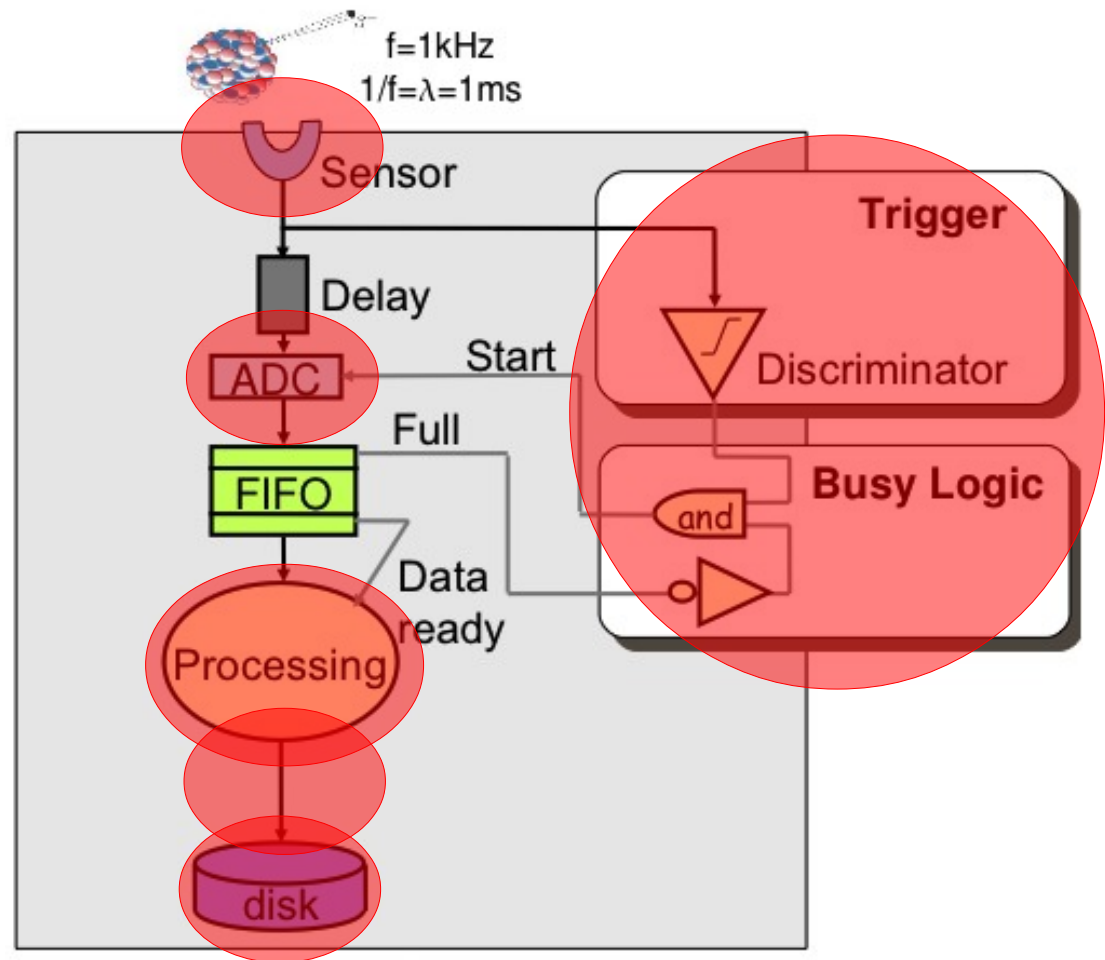 f=1kHz
1/f=λ=1ms
Sensor
Trigger
Delay
Discriminator
Start
ADC
Full
Busy Logic
FIFO
and
Data
ready
Processing
disk